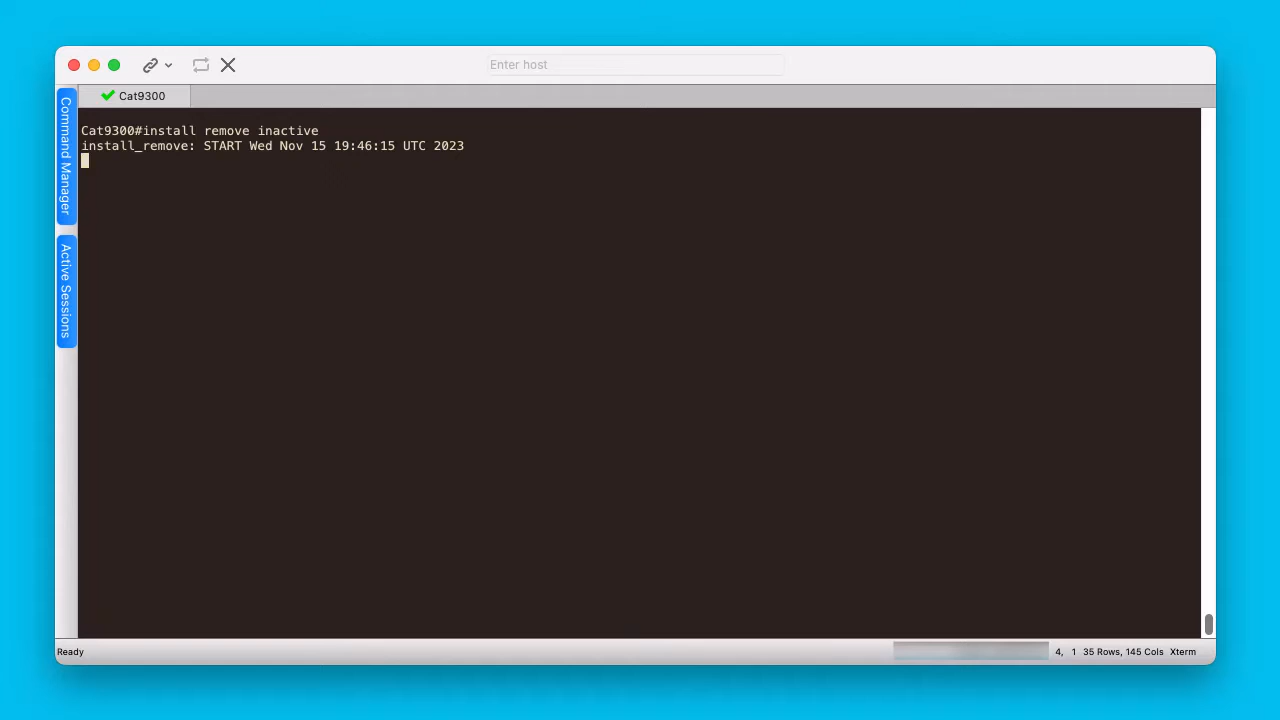 Enter host
Cat9300
Command Manager
Active Sessions
Cat9300#install remove inactive
install_remove: START Wed Nov 15 19:46:15 UTC 2023
Ready
4, 1 35 Rows, 145 Cols Xterm